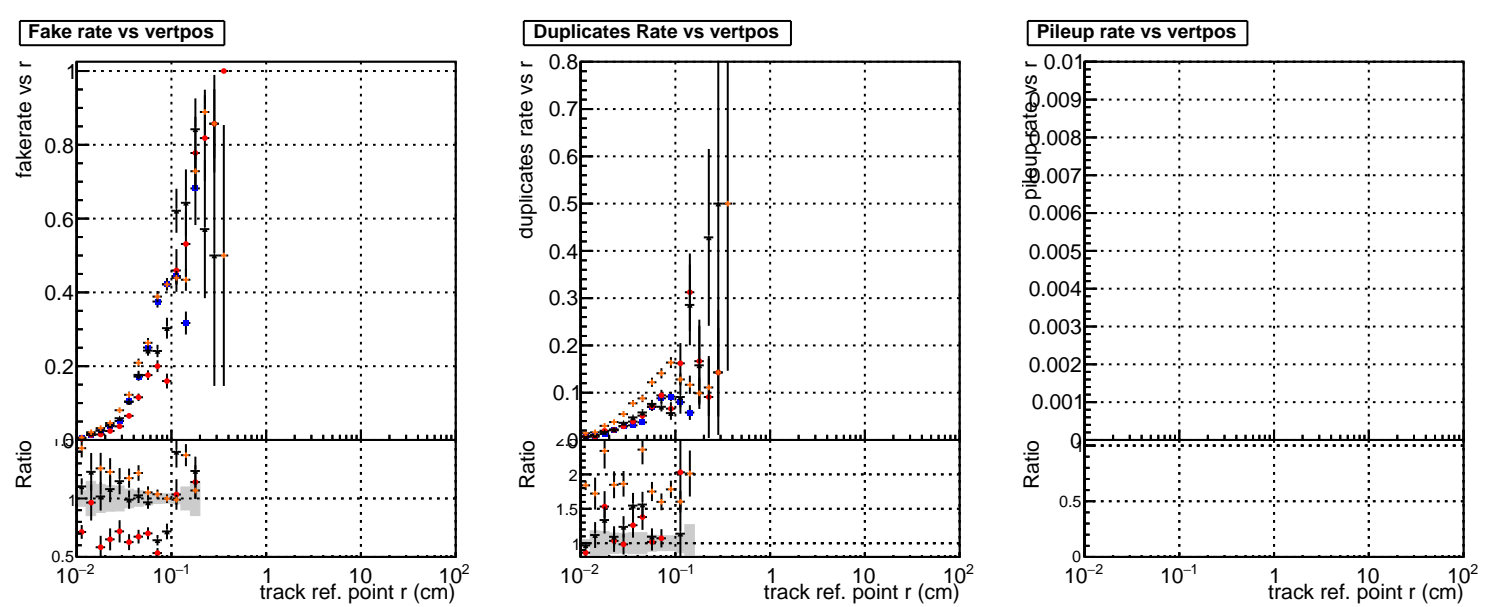 Fake rate vs vertpos
fakerate vs r
1
0.8
0.6
0.4
0.2
0
Ratio
1
0.5
10⁻² 10⁻¹ 1 10 10²
track ref. point r (cm)
Duplicates Rate vs vertpos
duplicates rate vs r
0.8
0.7
0.6
0.5
0.4
0.3
0.2
0.1
0
Ratio
2
1.5
1
10⁻² 10⁻¹ 1 10 10²
track ref. point r (cm)
Pileup rate vs vertpos
pileup rate vs r
0.01
0.009
0.008
0.007
0.006
0.005
0.004
0.003
0.002
0.001
0
Ratio
1
0.5
0
10⁻² 10⁻¹ 1 10 10²
track ref. point r (cm)